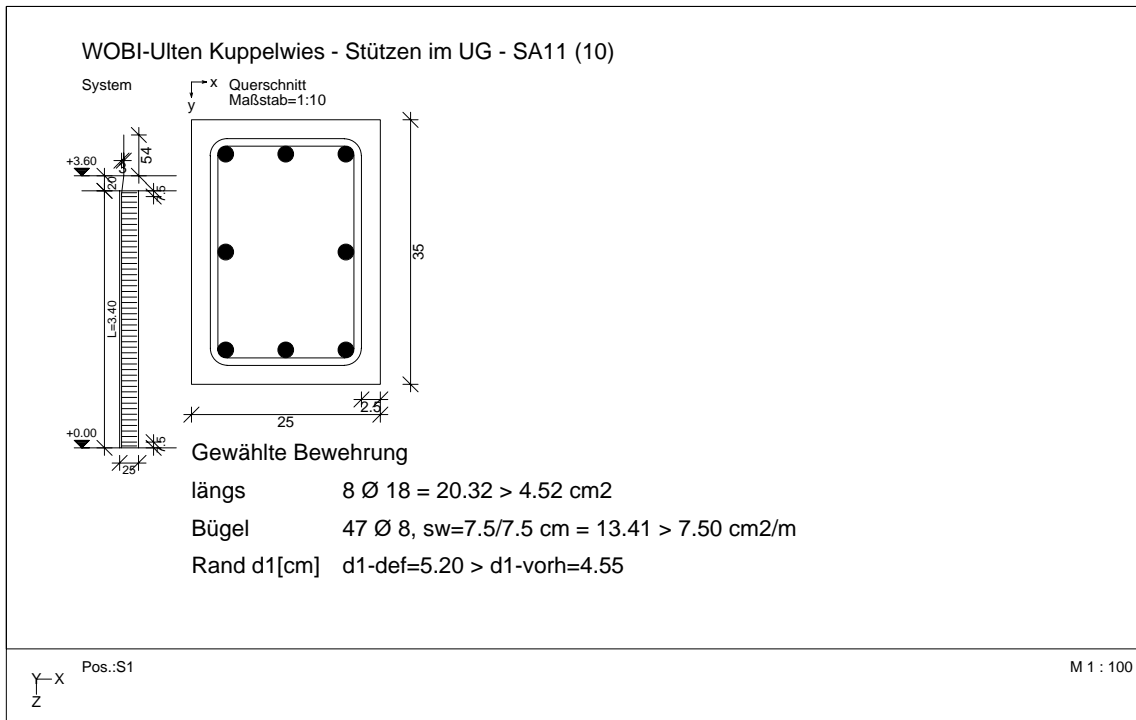 WOBI-Ulten Kuppelwies - Stützen im UG - SA11 (10)
System
x
y
Querschnitt
Maßstab=1:10
+3.60
54
20
7.5
L=3.40
35
2.5
25
+0.00
7.5
25
Gewählte Bewehrung
längs 8 Ø 18 = 20.32 > 4.52 cm2
Bügel 47 Ø 8, sw=7.5/7.5 cm = 13.41 > 7.50 cm2/m
Rand d1[cm] d1-def=5.20 > d1-vorh=4.55
Pos.:S1
M 1 : 100
Y X
Z